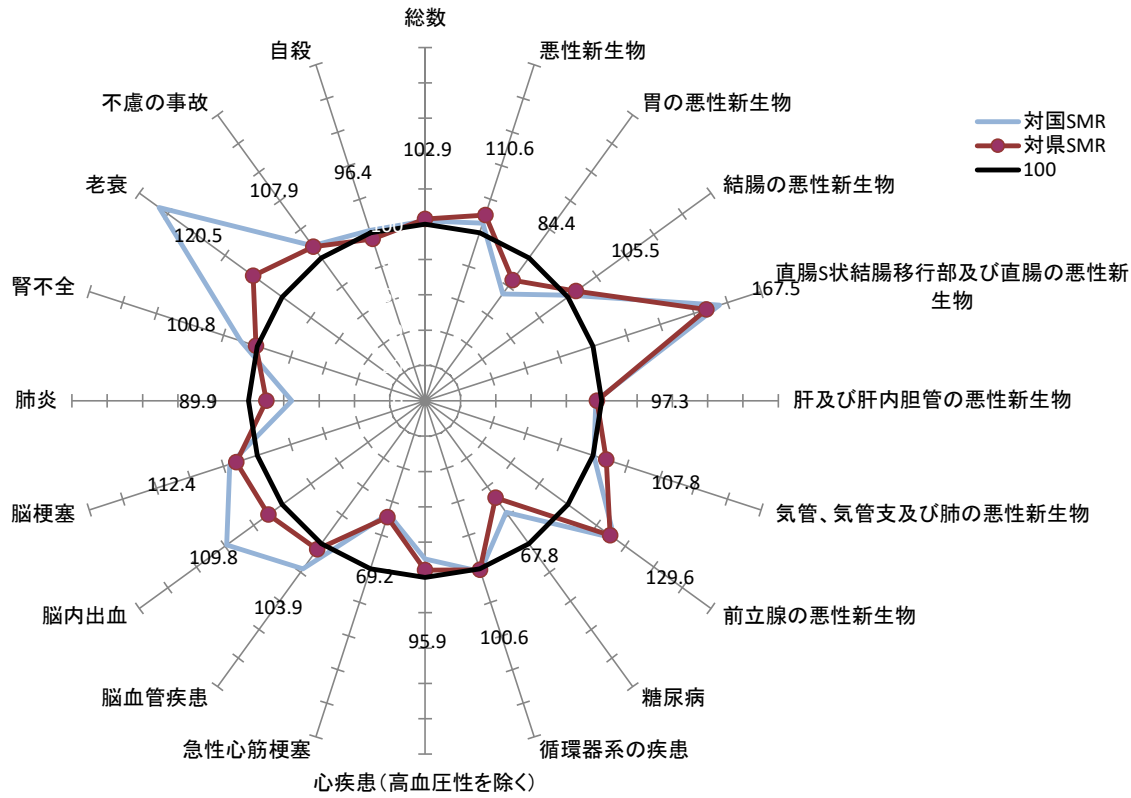 総数
自殺
悪性新生物
不慮の事故
胃の悪性新生物
対国SMR
対県SMR
100
102.9
110.6
96.4
107.9
老衰
結腸の悪性新生物
84.4
100
120.5
105.5
直腸S状結腸移行部及び直腸の悪性新
生物
167.5
腎不全
100.8
肺炎
89.9
97.3
肝及び肝内胆管の悪性新生物
112.4
107.8
脳梗塞
気管、気管支及び肺の悪性新生物
109.8
69.2
67.8
129.6
脳内出血
103.9
95.9
100.6
前立腺の悪性新生物
脳血管疾患
糖尿病
急性心筋梗塞
循環器系の疾患
心疾患(高血圧性を除く)